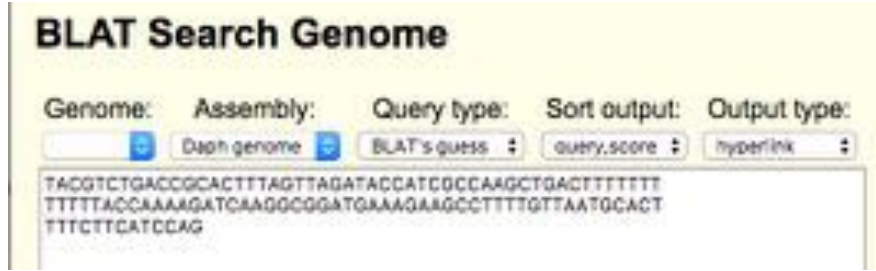 BLAT Search Genome
Genome: Assembly: Query type: Sort output: Output type:
Daph genome BLAT's guess query,score hyperlink
TACGTCTGACCGCACTTTAGTTAGATACCATCGCCAAGCTGACTTTTTTT
TTTTTACCAAAAGATCAAGGCGGATGAAAGAAGCCTTTTGTTAATGCACT
TTTCTTCATCCAG